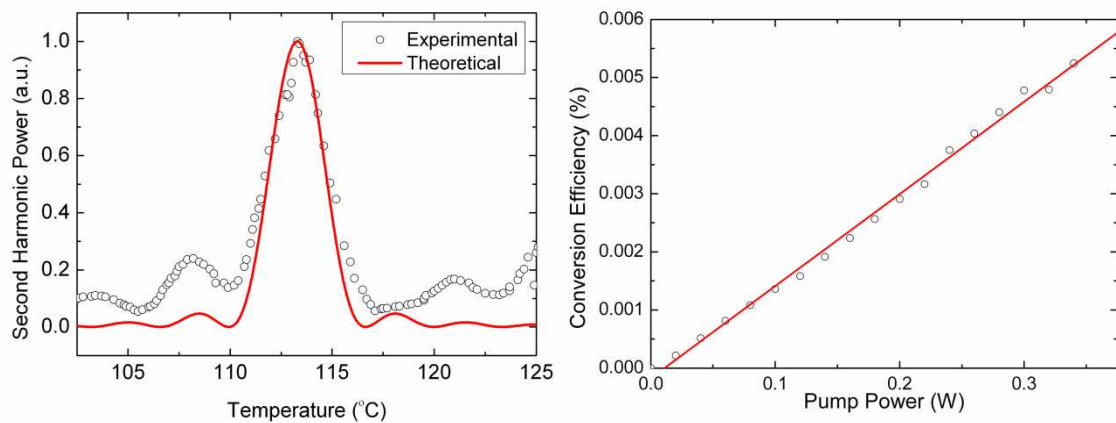 Second Harmonic Power (a.u.)
1.0
0.8
0.6
0.4
0.2
0.0
Experimental
Theoretical
105 110 115 120 125
Temperature (°C)
Conversion Efficiency (%)
0.006
0.005
0.004
0.003
0.002
0.001
0.000
0.0 0.1 0.2 0.3
Pump Power (W)